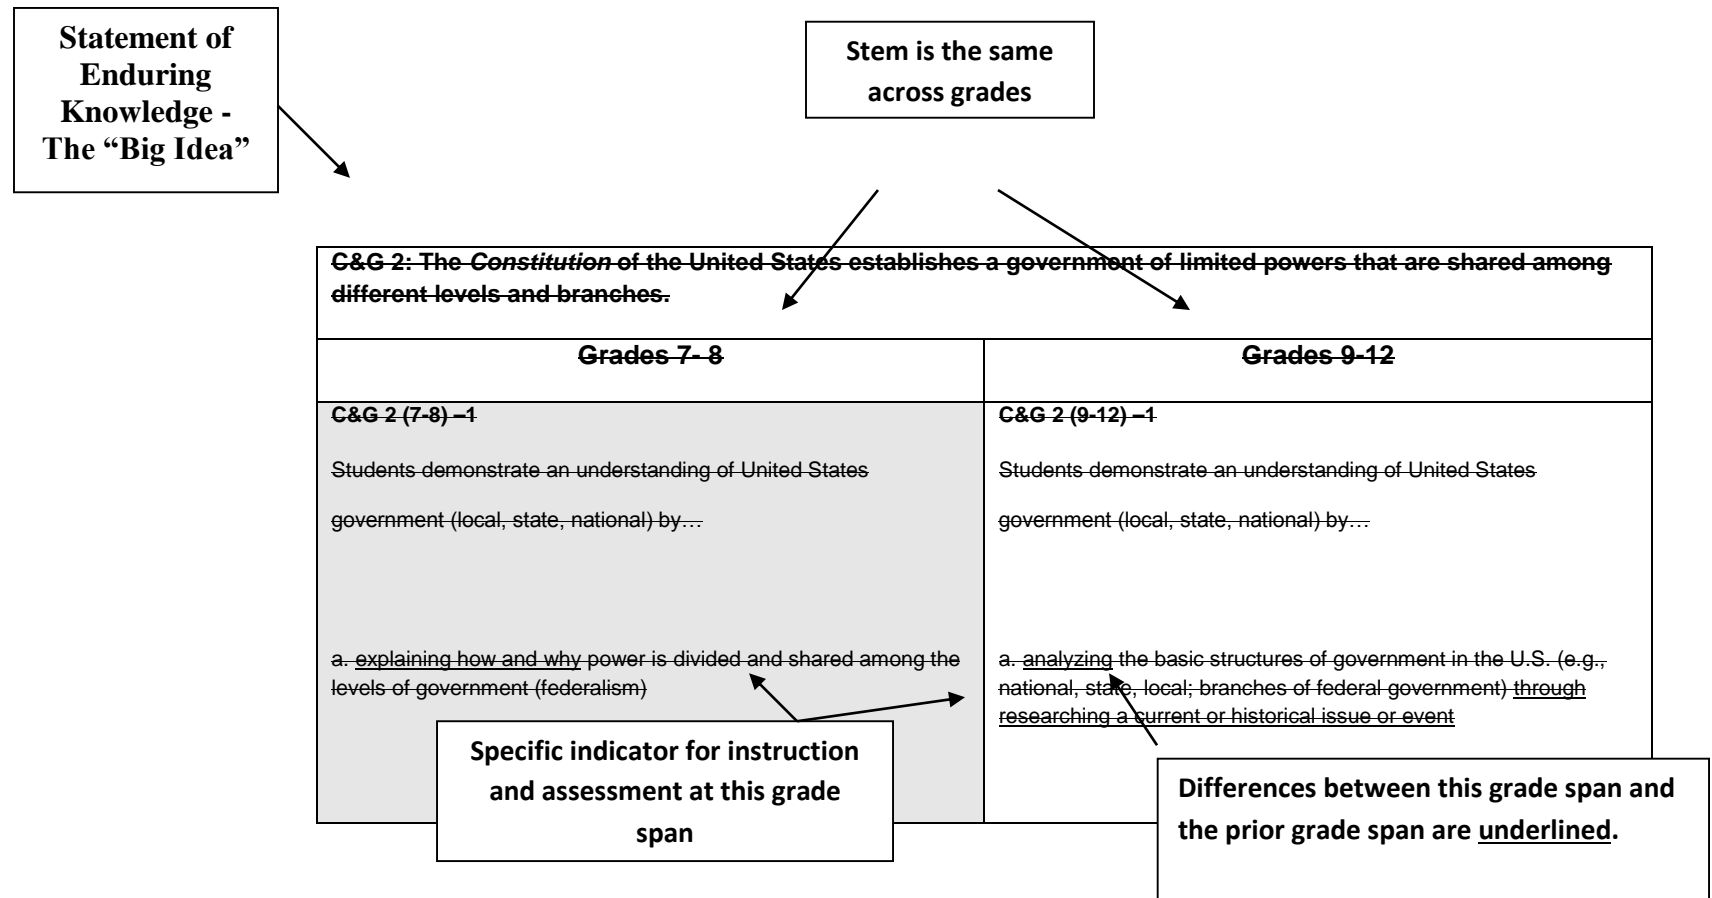 Statement of
Enduring
Knowledge -
The “Big Idea”
Stem is the same
across grades
C&G 2: The Constitution of the United States establishes a government of limited powers that are shared among
different levels and branches.
Grades 7- 8
Grades 9-12
C&G 2 (7-8) –1
Students demonstrate an understanding of United States
government (local, state, national) by…
a. explaining how and why power is divided and shared among the
levels of government (federalism)
C&G 2 (9-12) –1
Students demonstrate an understanding of United States
government (local, state, national) by…
a. analyzing the basic structures of government in the U.S. (e.g.,
national, state, local; branches of federal government) through
researching a current or historical issue or event
Specific indicator for instruction
and assessment at this grade
span
Differences between this grade span and
the prior grade span are underlined.